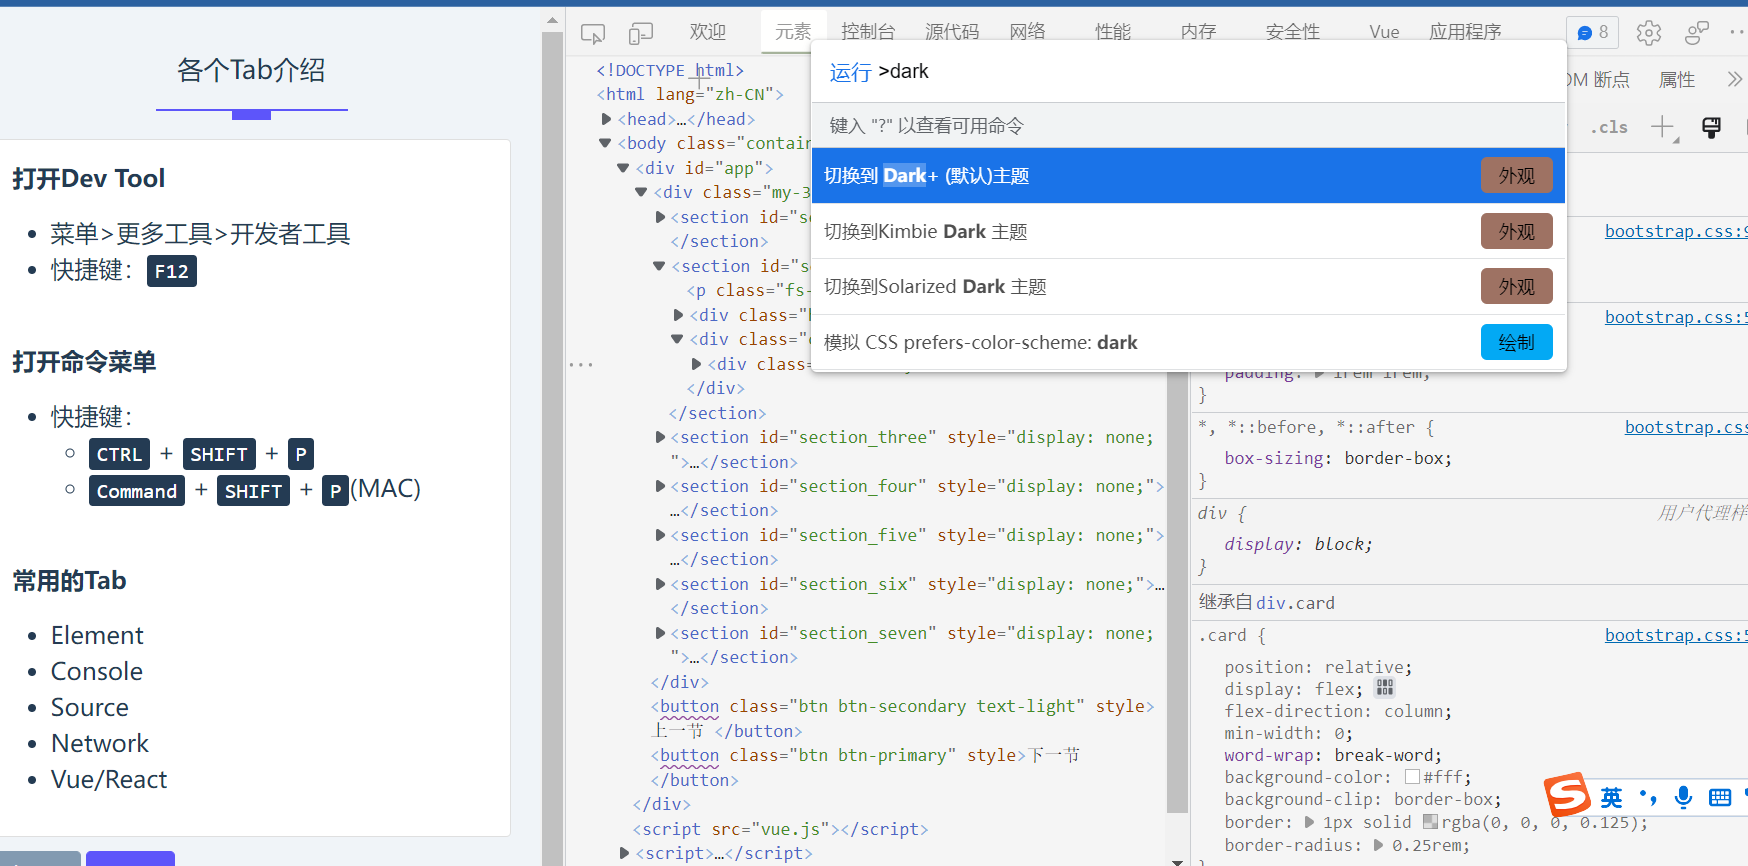 各个Tab介绍
打开Dev Tool
菜单>更多工具>开发者工具
快捷键： F12
打开命令菜单
快捷键：
CTRL + SHIFT + P
Command + SHIFT + P(MAC)
常用的Tab
Element
Console
Source
Network
Vue/React
欢迎 元素 控制台 源代码 网络 性能 内存 安全性 Vue 应用程序 8
<!DOCTYPE html>
<html lang="zh-CN">
<head>…</head>
<body class="contain
<div id="app">
<div class="my-3
<section id="s
</section>
<section id="s
<p class="fs-
<div class="
<div class="
<div clas
</div>
</section>
<section id="section_three" style="display: none;
">…</section>
<section id="section_four" style="display: none;">
…</section>
<section id="section_five" style="display: none;">
…</section>
<section id="section_six" style="display: none;">…
</section>
<section id="section_seven" style="display: none;
">…</section>
</div>
<button class="btn btn-secondary text-light" style>
上一节 </button>
<button class="btn btn-primary" style>下一节
</button>
</div>
<script src="vue.js"></script>
<script>…</script>
…
运行 >dark
键入 "?" 以查看可用命令
切换到 Dark+ (默认)主题 外观
切换到Kimbie Dark 主题 外观
切换到Solarized Dark 主题 外观
模拟 CSS prefers-color-scheme: dark 绘制
OM 断点 属性
.cls
bootstrap.css:9
bootstrap.css:5
padding: 1rem 1rem;
}
*, *::before, *::after { bootstrap.css
box-sizing: border-box;
}
div { 用户代理样
display: block;
}
继承自 div.card
.card { bootstrap.css:5
position: relative;
display: flex;
flex-direction: column;
min-width: 0;
word-wrap: break-word;
background-color: #fff;
background-clip: border-box;
border: 1px solid rgba(0, 0, 0, 0.125);
border-radius: 0.25rem;
}
英